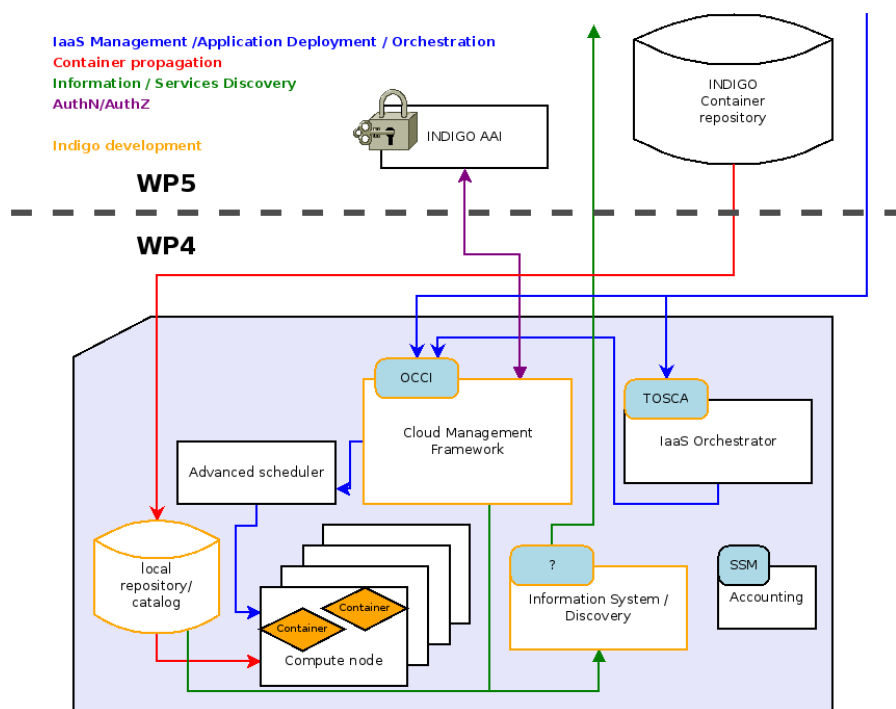 IaaS Management /Application Deployment / Orchestration
Container propagation
Information / Services Discovery
AuthN/AuthZ
Indigo development
INDIGO
Container
repository
INDIGO AAI
WP5
WP4
OCCI
Cloud Management
Framework
TOSCA
IaaS Orchestrator
Advanced scheduler
local
repository/
catalog
Container
Container
Compute node
?
Information System /
Discovery
SSM
Accounting